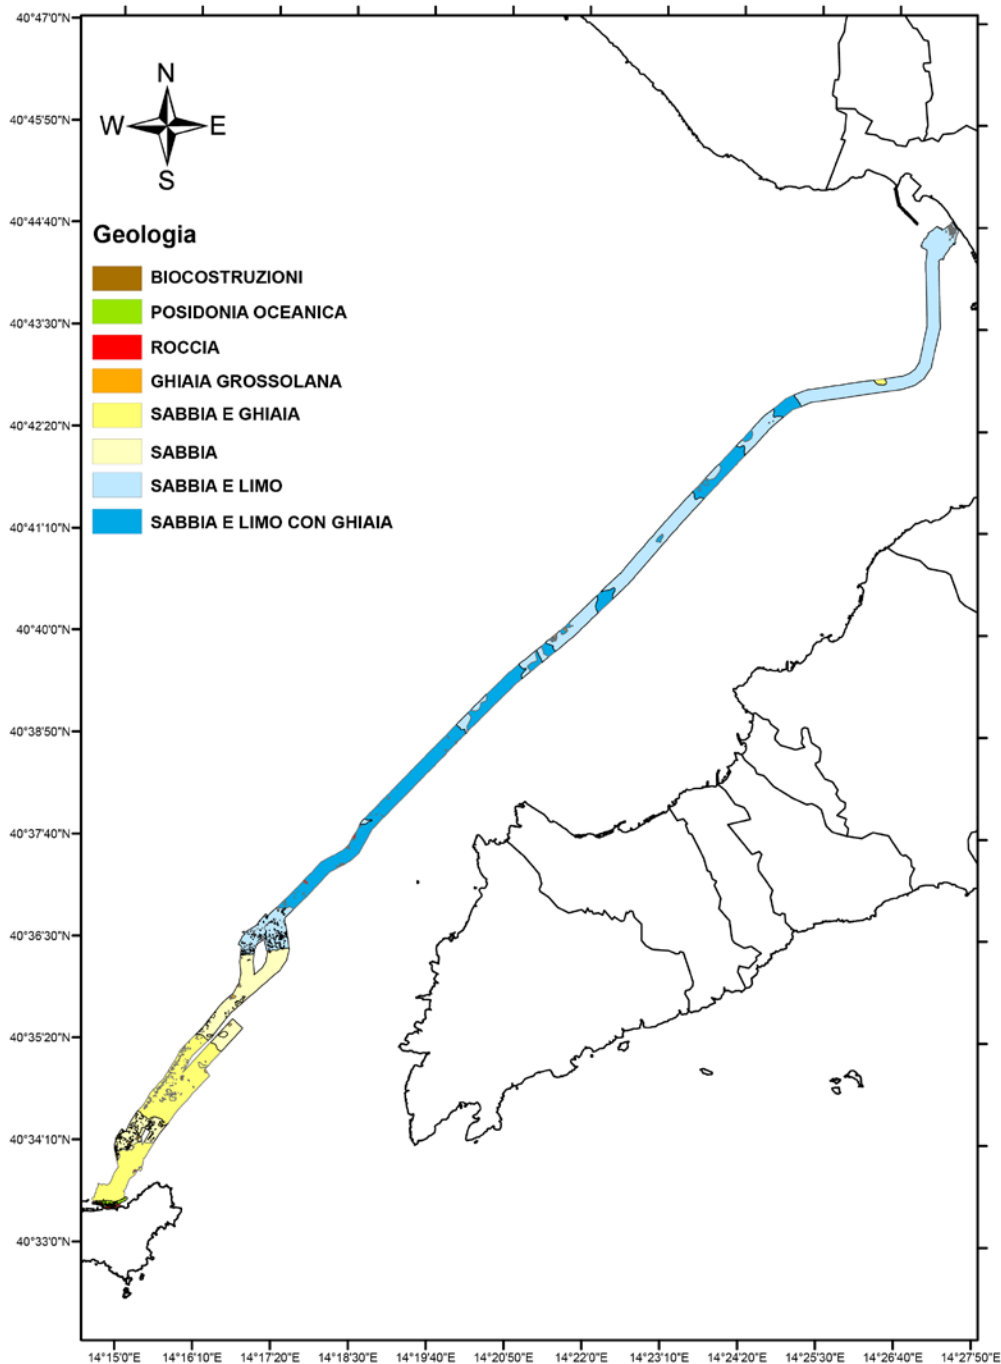 40°47'0"N
N
40°45'50"N
W E
S
40°44'40"N
Geologia
BIOCOSTRUZIONI
POSIDONIA OCEANICA
40°43'30"N
ROCCIA
GHIAIA GROSSOLANA
SABBIA E GHIAIA
40°42'20"N
SABBIA
SABBIA E LIMO
SABBIA E LIMO CON GHIAIA
40°41'10"N
40°40'0"N
40°38'50"N
40°37'40"N
40°36'30"N
40°35'20"N
40°34'10"N
40°33'0"N
14°15'0"E 14°16'10"E 14°17'20"E 14°18'30"E 14°19'40"E 14°20'50"E 14°22'0"E 14°23'10"E 14°24'20"E 14°25'30"E 14°26'40"E 14°27'50"E